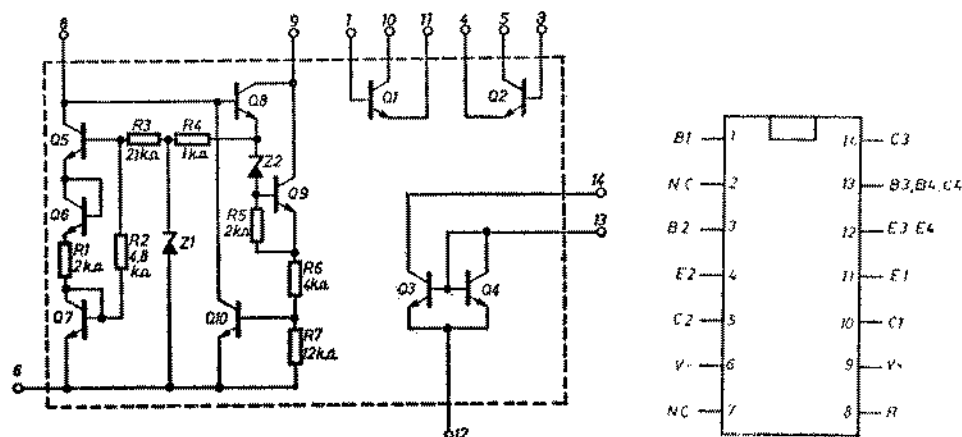 8
9
1
10
11
4
5
3
Q8
Q1
Q2
Q5
R3
21kΩ
R4
1kΩ
Z2
Q9
14
13
Q6
R1
2kΩ
R2
4,8
kΩ
Z1
R5
2kΩ
R6
4kΩ
Q3
Q4
Q7
Q10
R7
12kΩ
6
12
B1 1 14 C3
NC 2 13 B3,B4,C4
B2 3 12 E3 E4
E2 4 11 E1
C2 5 10 C1
V- 6 9 V+
NC 7 8 R